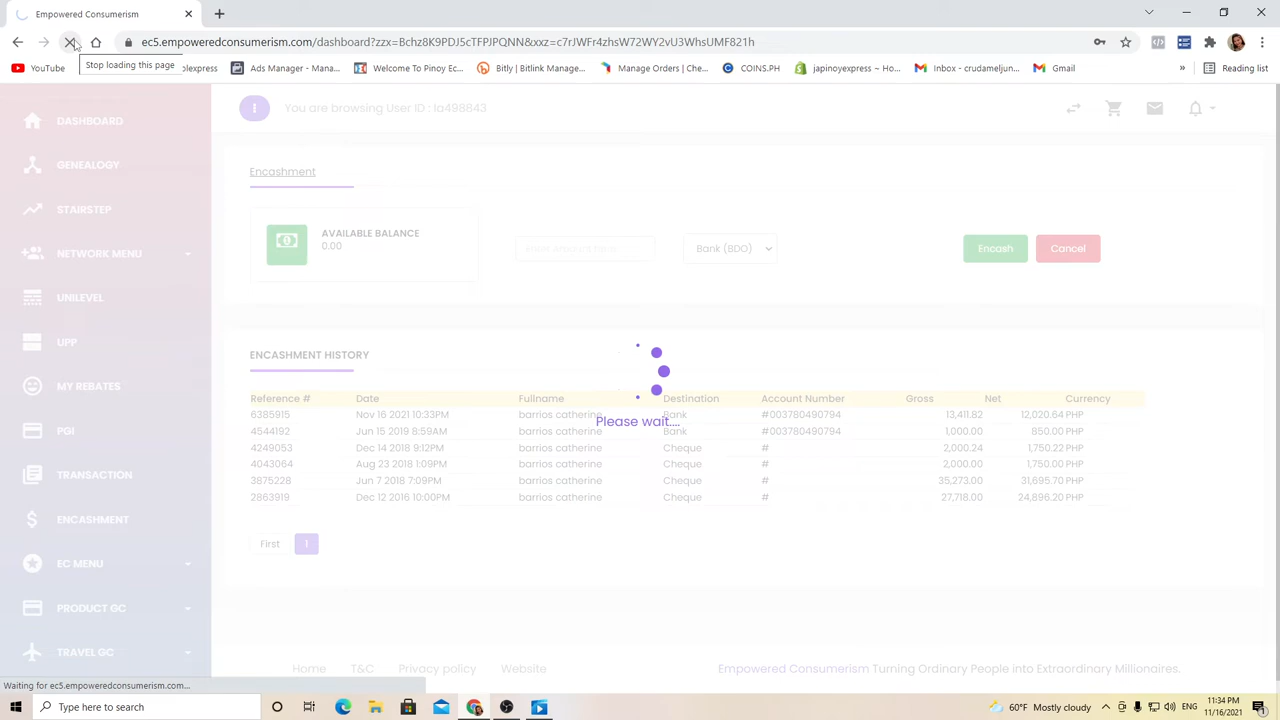 Empowered Consumerism
ec5.empoweredconsumerism.com/dashboard?zzx=Bchz8K9PDJ5cTFPJPQNN&xxz=c7rJWFr4zhsW72WY2vU3WhsUMF821h
Stop loading this page
YouTube
olexpress
Ads Manager - Mana...
Welcome To Pinoy Ec...
Bitly | Bitlink Manage...
Manage Orders | Che...
COINS.PH
japinoyexpress ~ Ho...
Inbox - crudameljun...
Gmail
»
Reading list
I
You are browsing User ID : Ia498843
DASHBOARD
GENEALOGY
STAIRSTEP
NETWORK MENU
UNILEVEL
UPP
MY REBATES
PGI
TRANSACTION
ENCASHMENT
EC MENU
PRODUCT GC
TRAVEL GC
Encashment
AVAILABLE BALANCE
0.00
Enter Amount here
Bank (BDO)
Encash
Cancel
ENCASHMENT HISTORY
Reference # Date Fullname Destination Account Number Gross Net Currency
6385915 Nov 16 2021 10:33PM barrios catherine Bank #003780490794 13,411.82 12,020.64 PHP
4544192 Jun 15 2019 8:59AM barrios catherine Bank #003780490794 1,000.00 850.00 PHP
4249053 Dec 14 2018 9:12PM barrios catherine Cheque # 2,000.24 1,750.22 PHP
4043064 Aug 23 2018 1:09PM barrios catherine Cheque # 2,000.00 1,750.00 PHP
3875228 Jun 7 2018 7:09PM barrios catherine Cheque # 35,273.00 31,695.70 PHP
2863919 Dec 12 2016 10:00PM barrios catherine Cheque # 27,718.00 24,896.20 PHP
Please wait....
First 1
Home T&C Privacy policy Website
Empowered Consumerism Turning Ordinary People into Extraordinary Millionaires.
Waiting for ec5.empoweredconsumerism.com...
Type here to search
60°F Mostly cloudy
11:34 PM
11/16/2021